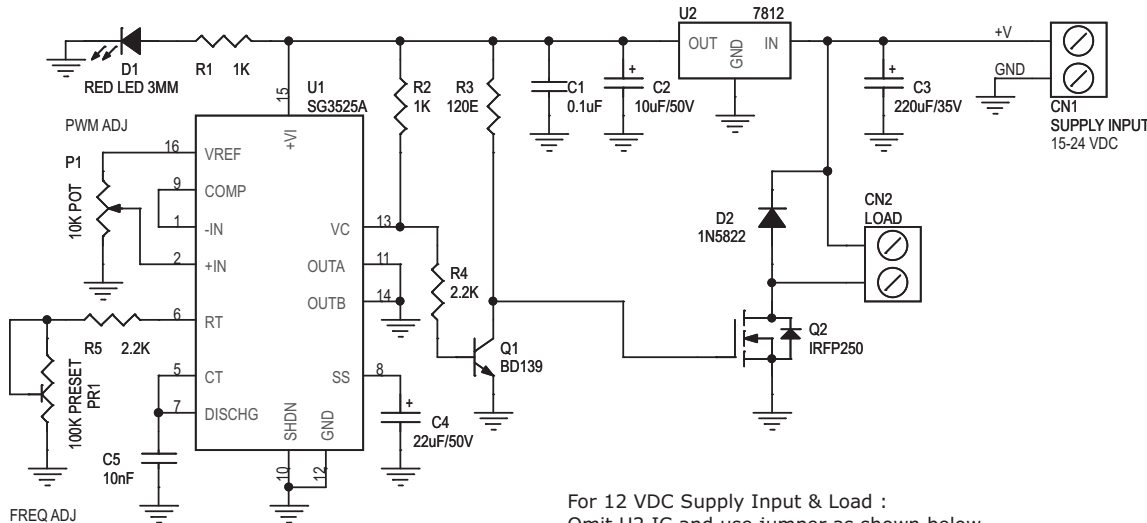 U2
7812
OUT
GND
IN
+V
GND
CN1
SUPPLY INPUT
15-24 VDC
D1
RED LED 3MM
R1
1K
15
U1
SG3525A
R2
1K
R3
120E
C1
0.1uF
+
C2
10uF/50V
+
C3
220uF/35V
PWM ADJ
P1
10K POT
16
VREF
+VI
9
COMP
1
-IN
2
+IN
VC
13
OUTA
11
OUTB
14
R4
2.2K
D2
1N5822
CN2
LOAD
R5
2.2K
6
RT
5
CT
7
DISCHG
SS
8
SHDN
GND
10
12
Q1
BD139
Q2
IRFP250
100K PRESET
PR1
C5
10nF
+
C4
22uF/50V
FREQ ADJ
For 12 VDC Supply Input & Load :
Omit U2 IC and use jumper as shown below